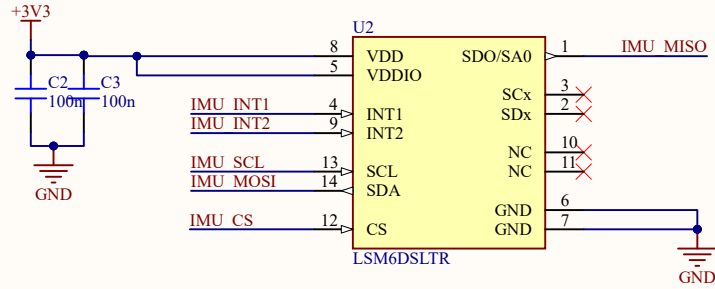 +3V3
C2
100n
C3
100n
GND
U2
8 VDD
5 VDDIO
IMU_INT1 4 INT1
IMU_INT2 9 INT2
IMU_SCL 13 SCL
IMU_MOSI 14 SDA
IMU_CS 12 CS
SDO/SA0 1 IMU_MISO
SCx 3
SDx 2
NC 10
NC 11
GND 6
GND 7
LSM6DSLTR
GND